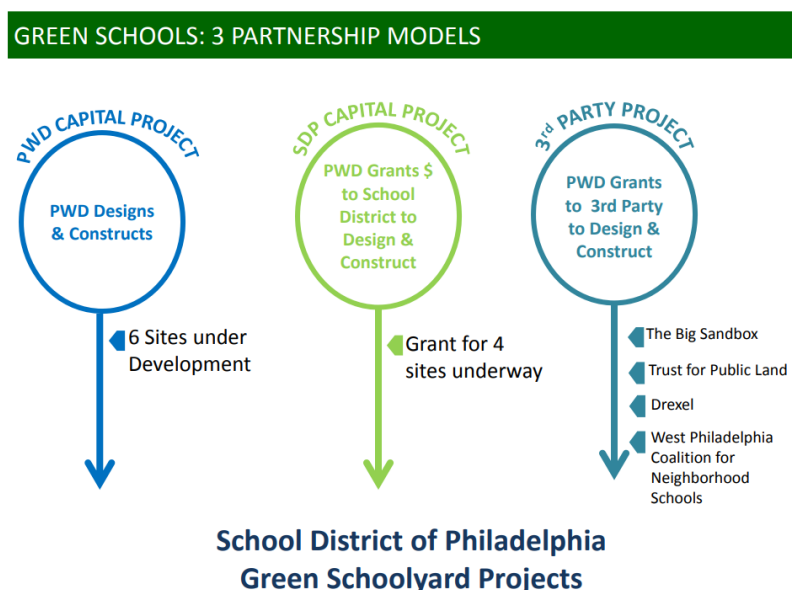 GREEN SCHOOLS: 3 PARTNERSHIP MODELS
PWD CAPITAL PROJECT
PWD Designs
& Constructs
6 Sites under
Development
SDP CAPITAL PROJECT
PWD Grants $
to School
District to
Design &
Construct
Grant for 4
sites underway
3rd PARTY PROJECT
PWD Grants
to 3rd Party
to Design &
Construct
The Big Sandbox
Trust for Public Land
Drexel
West Philadelphia
Coalition for
Neighborhood
Schools
School District of Philadelphia
Green Schoolyard Projects